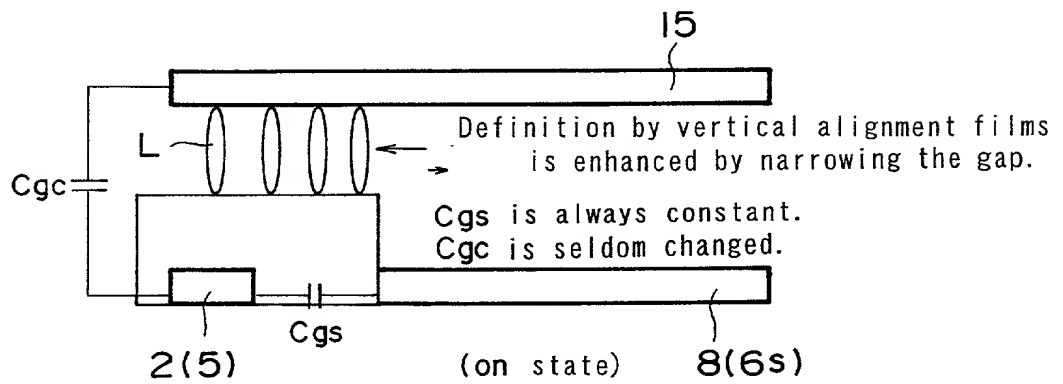 15
Definition by vertical alignment films
is enhanced by narrowing the gap.
L
Cgc
Cgs is always constant.
Cgc is seldom changed.
Cgs
2(5)
(on state)
8(6s)